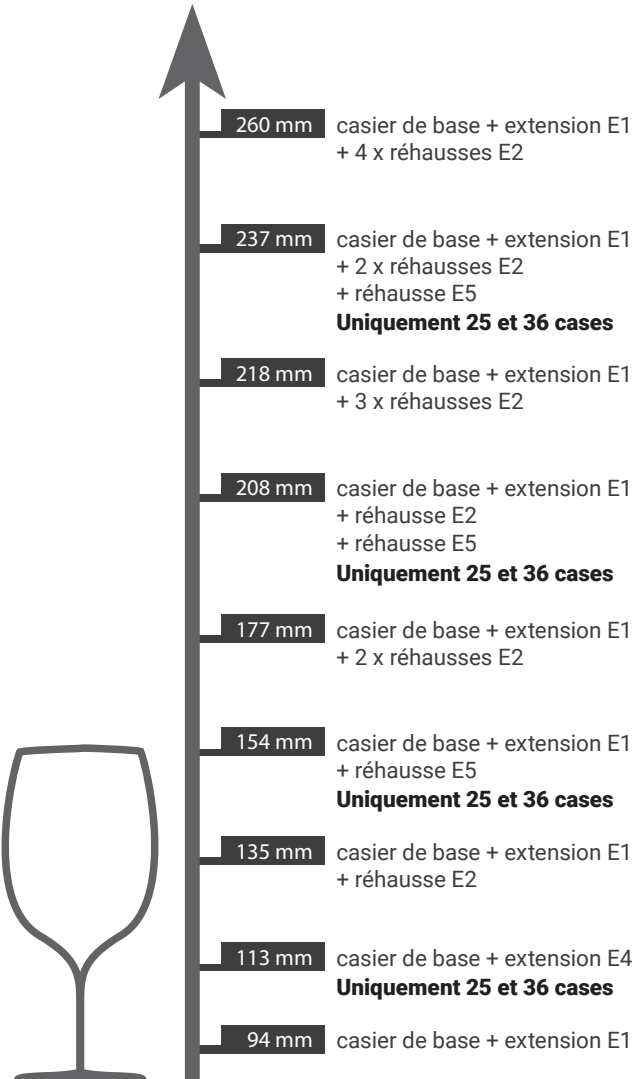 260 mm casier de base + extension E1
+ 4 x réhausses E2
237 mm casier de base + extension E1
+ 2 x réhausses E2
+ réhausse E5
Uniquement 25 et 36 cases
218 mm casier de base + extension E1
+ 3 x réhausses E2
208 mm casier de base + extension E1
+ réhausse E2
+ réhausse E5
Uniquement 25 et 36 cases
177 mm casier de base + extension E1
+ 2 x réhausses E2
154 mm casier de base + extension E1
+ réhausse E5
Uniquement 25 et 36 cases
135 mm casier de base + extension E1
+ réhausse E2
113 mm casier de base + extension E4
Uniquement 25 et 36 cases
94 mm casier de base + extension E1